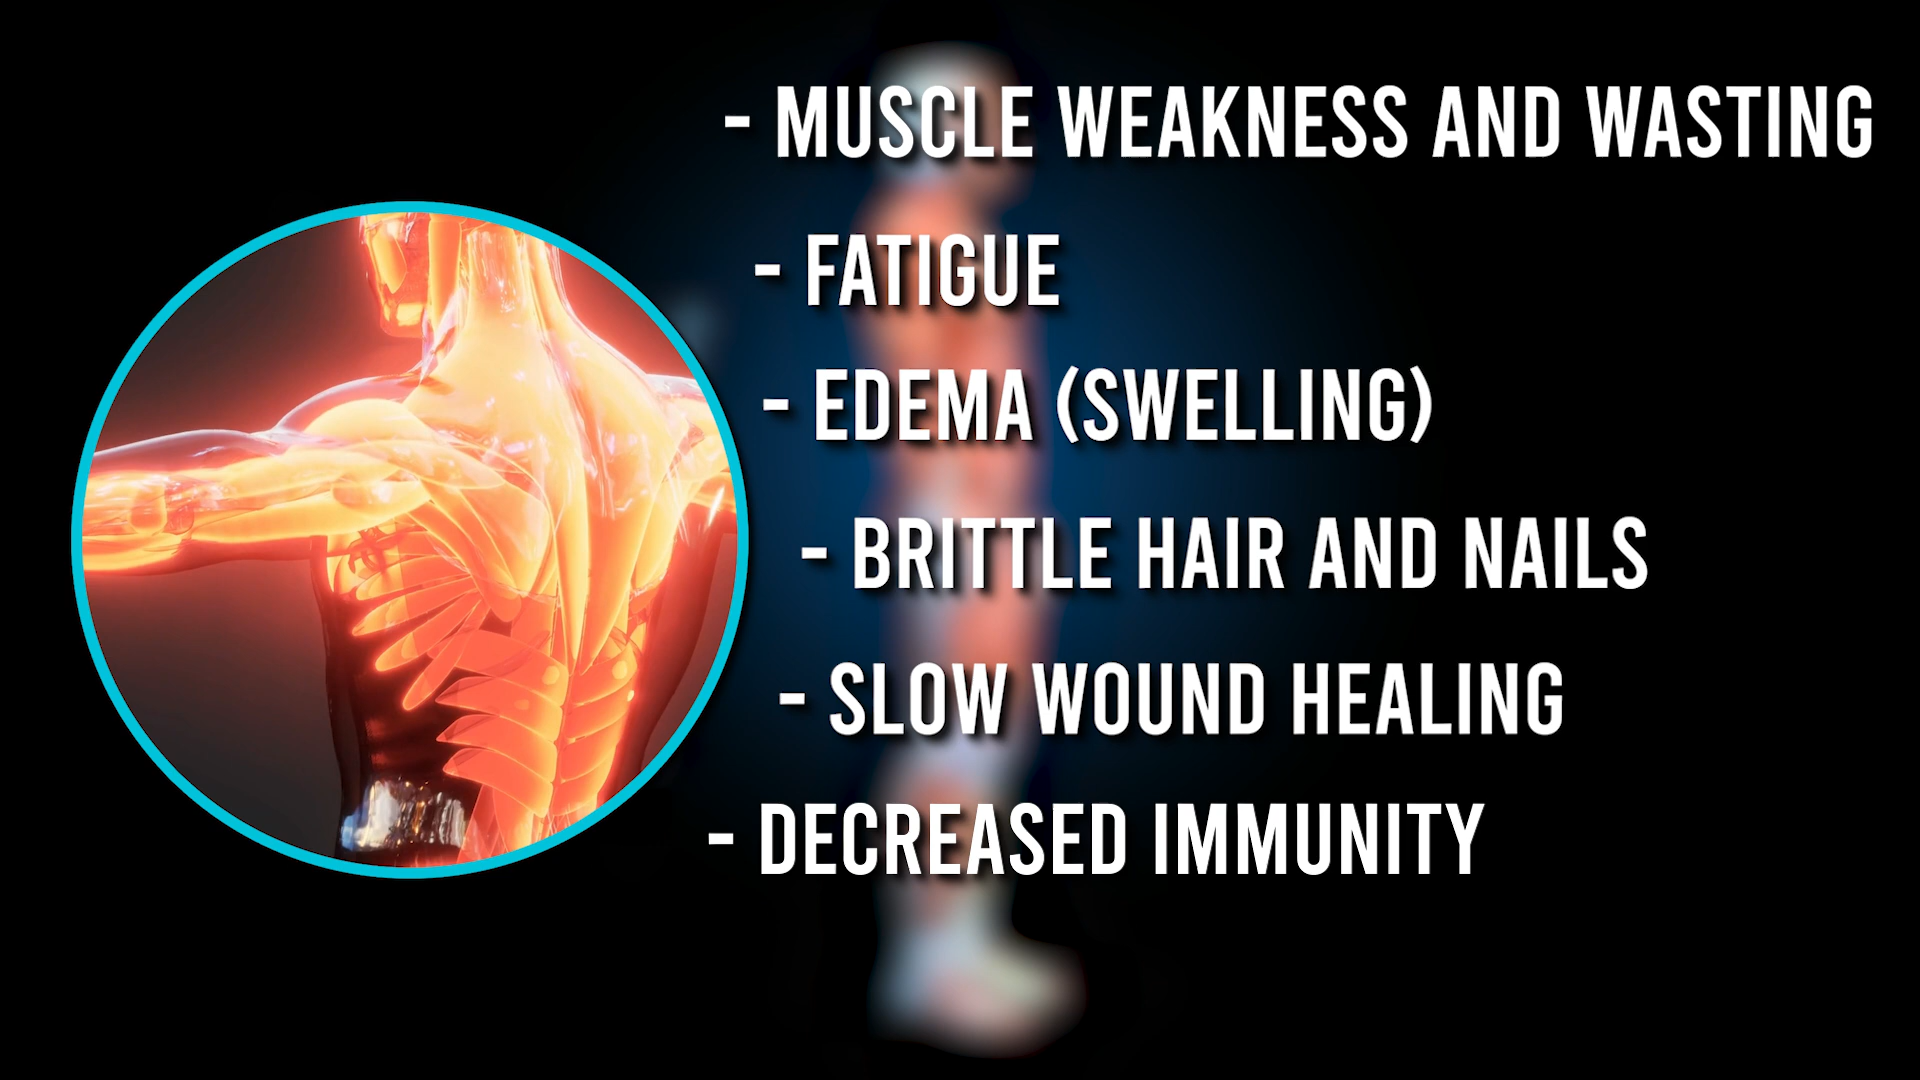 - MUSCLE WEAKNESS AND WASTING
- FATIGUE
- EDEMA (SWELLING)
- BRITTLE HAIR AND NAILS
- SLOW WOUND HEALING
- DECREASED IMMUNITY